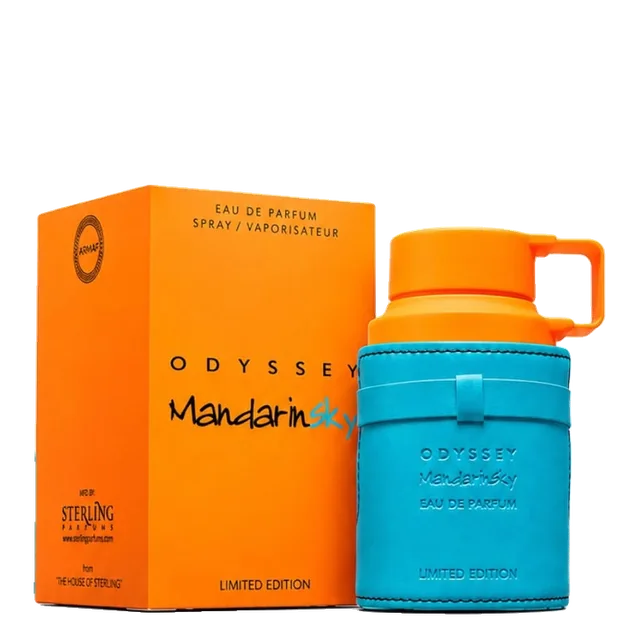 ARMAF
MFD BY:
STERLING
PARFUMS
www.sterlingparfums.com
from
"THE HOUSE OF STERLING"
EAU DE PARFUM
SPRAY / VAPORISATEUR
ODYSSEY
MandarinSky
LIMITED EDITION
ODYSSEY
MandarinSky
EAU DE PARFUM
LIMITED EDITION